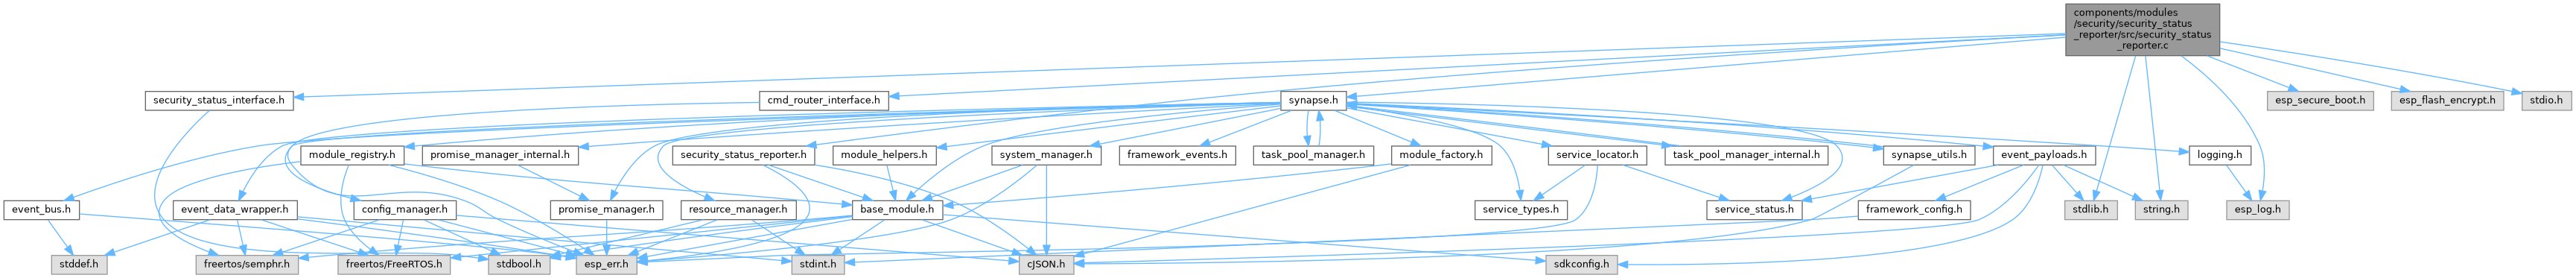 components/modules
/security/security_status
_reporter/src/security_status
_reporter.c
security_status_interface.h
cmd_router_interface.h
synapse.h
esp_secure_boot.h
esp_flash_encrypt.h
stdio.h
module_registry.h
promise_manager_internal.h
security_status_reporter.h
module_helpers.h
system_manager.h
framework_events.h
task_pool_manager.h
module_factory.h
service_locator.h
task_pool_manager_internal.h
synapse_utils.h
event_payloads.h
logging.h
event_bus.h
event_data_wrapper.h
config_manager.h
promise_manager.h
resource_manager.h
base_module.h
service_types.h
service_status.h
framework_config.h
stdlib.h
string.h
esp_log.h
stddef.h
freertos/semphr.h
freertos/FreeRTOS.h
stdbool.h
esp_err.h
stdint.h
cJSON.h
sdkconfig.h